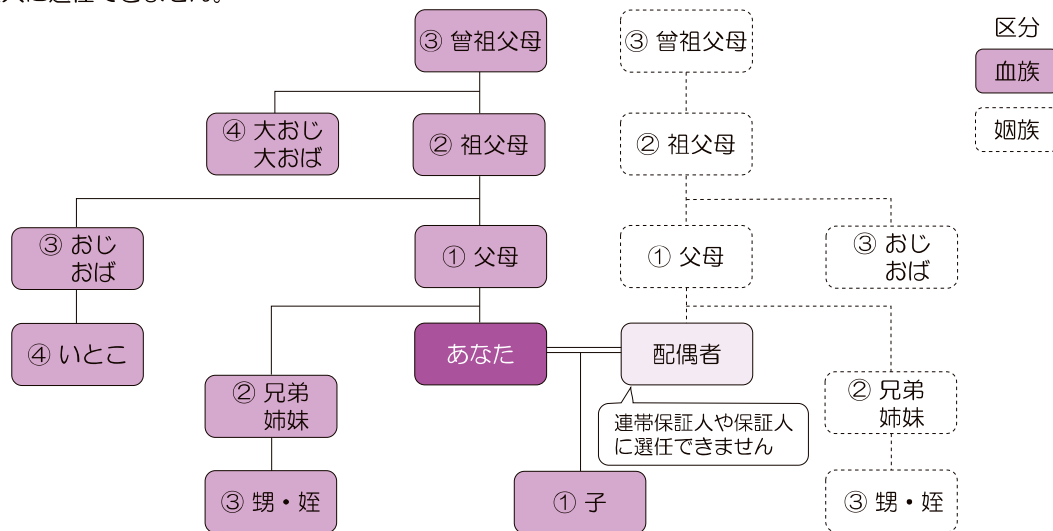 ③ 曾祖父母
③ 曾祖父母
区分
血族
姻族
④ 大おじ
大おば
② 祖父母
② 祖父母
③ おじ
おば
① 父母
① 父母
③ おじ
おば
④ いとこ
あなた
配偶者
② 兄弟
姉妹
連帯保証人や保証人
に選任できません
② 兄弟
姉妹
③ 甥・姪
① 子
③ 甥・姪